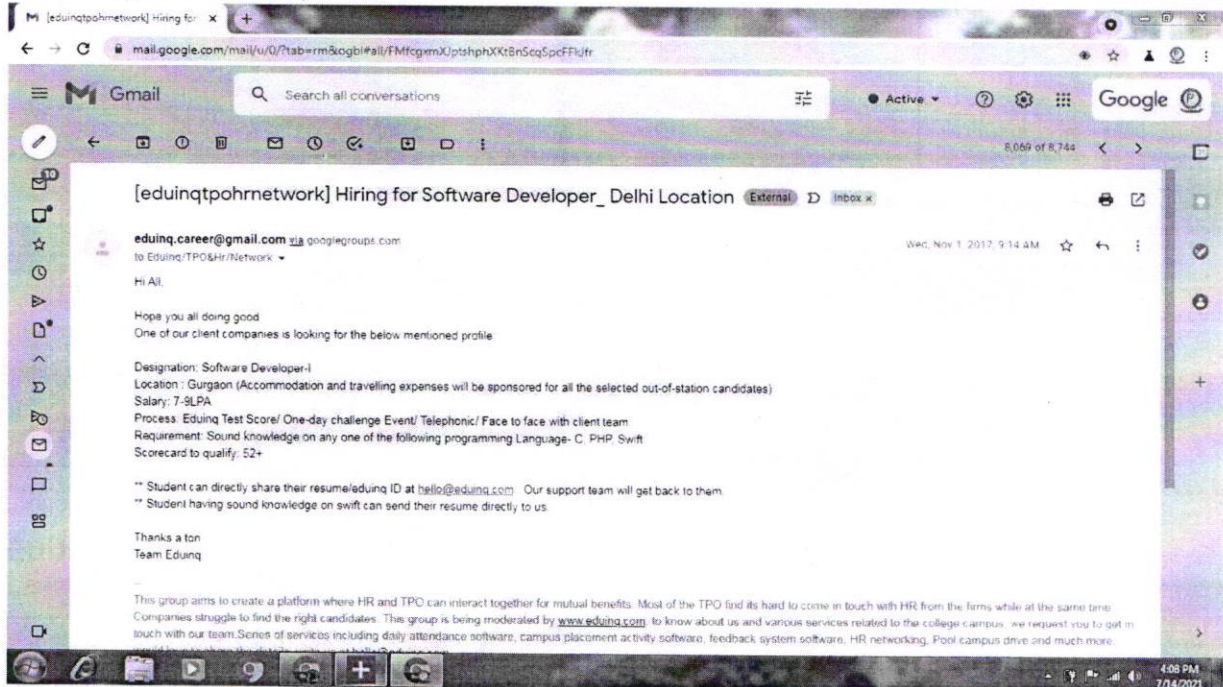 [eduinqtpohrnetwork] Hiring for
mail.google.com/mail/u/0/?tab=rm&ogbl#all/
Gmail
Search all conversations
Active
Google
8,069 of 8,744
10
[eduinqtpohrnetwork] Hiring for Software Developer_ Delhi Location External Inbox x
eduinq.career@gmail.com via googlegroups.com
Wed, Nov 1, 2017, 9:14 AM
to Eduinq/TPO&Hr/Network
Hi All,
Hope you all doing good
One of our client companies is looking for the below mentioned profile
Designation: Software Developer-I
Location : Gurgaon (Accommodation and travelling expenses will be sponsored for all the selected out-of-station candidates)
Salary: 7-9LPA
Process: Eduinq Test Score/ One-day challenge Event/ Telephonic/ Face to face with client team
Requirement: Sound knowledge on any one of the following programming Language- C, PHP, Swift
Scorecard to qualify: 52+
** Student can directly share their resume/eduinq ID at hello@eduinq.com Our support team will get back to them.
** Student having sound knowledge on swift can send their resume directly to us.
Thanks a ton
Team Eduinq
--
This group aims to create a platform where HR and TPO can interact together for mutual benefits. Most of the TPO find its hard to come in touch with HR from the firms while at the same time
Companies struggle to find the right candidates. This group is being moderated by www.eduinq.com. to know about us and various services related to the college campus, we request you to get in
touch with our team.Series of services including daily attendance software, campus placement activity software, feedback system software, HR networking, Pool campus drive and much more.
4:08 PM
7/14/2021